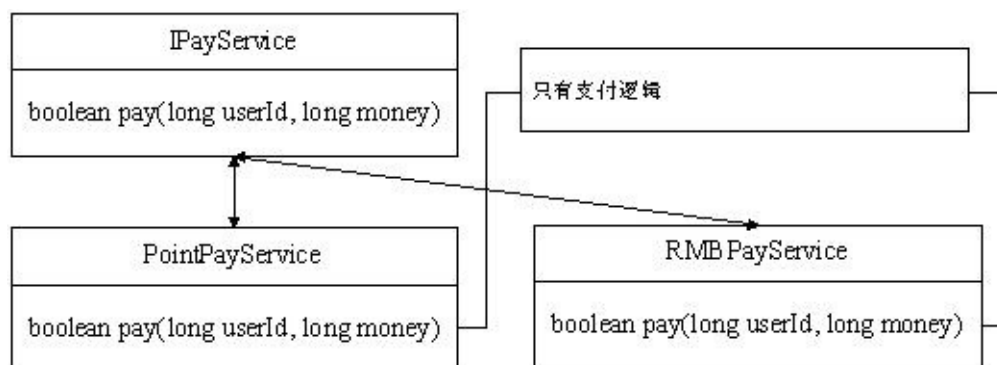 IPayService
boolean pay(long userId, long money)
只有支付逻辑
PointPayService
boolean pay(long userId, long money)
RMBPayService
boolean pay(long userId, long money)